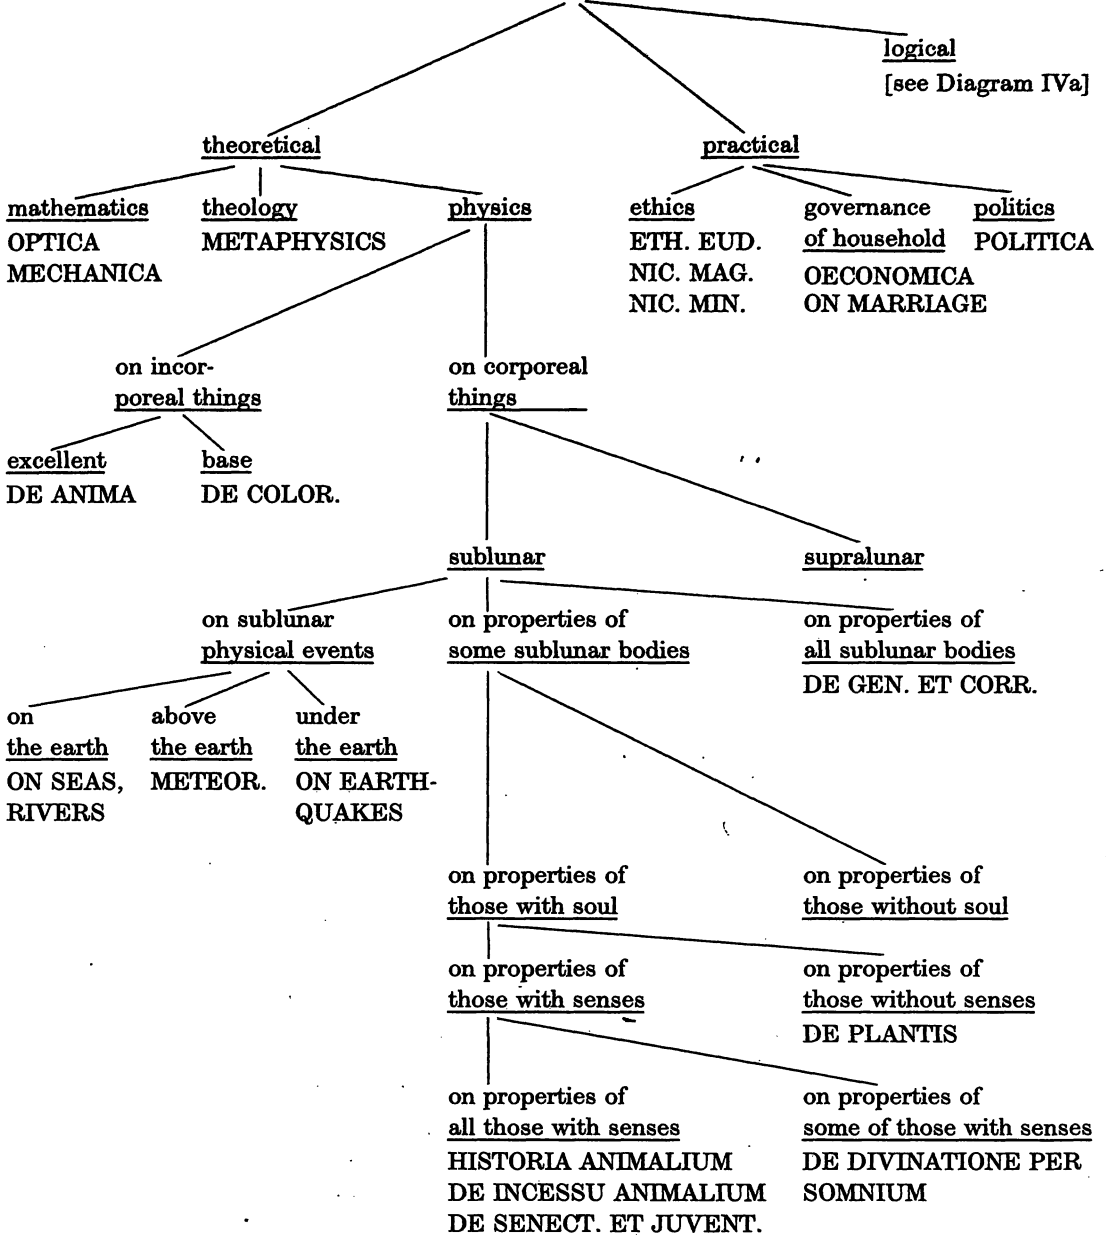 logical
[see Diagram IVa]
theoretical
practical
mathematics
OPTICA
MECHANICA
theology
METAPHYSICS
physics
ethics
ETH. EUD.
NIC. MAG.
NIC. MIN.
governance
of household
OECONOMICA
ON MARRIAGE
politics
POLITICA
on incor-
poreal things
on corporeal
things
excellent
DE ANIMA
base
DE COLOR.
sublunar
supralunar
on sublunar
physical events
on properties of
some sublunar bodies
on properties of
all sublunar bodies
DE GEN. ET CORR.
on
the earth
ON SEAS,
RIVERS
above
the earth
METEOR.
under
the earth
ON EARTH-
QUAKES
on properties of
those with soul
on properties of
those without soul
on properties of
those with senses
on properties of
those without senses
DE PLANTIS
on properties of
all those with senses
HISTORIA ANIMALIUM
DE INCESSU ANIMALIUM
DE SENECT. ET JUVENT.
on properties of
some of those with senses
DE DIVINATIONE PER
SOMNIUM